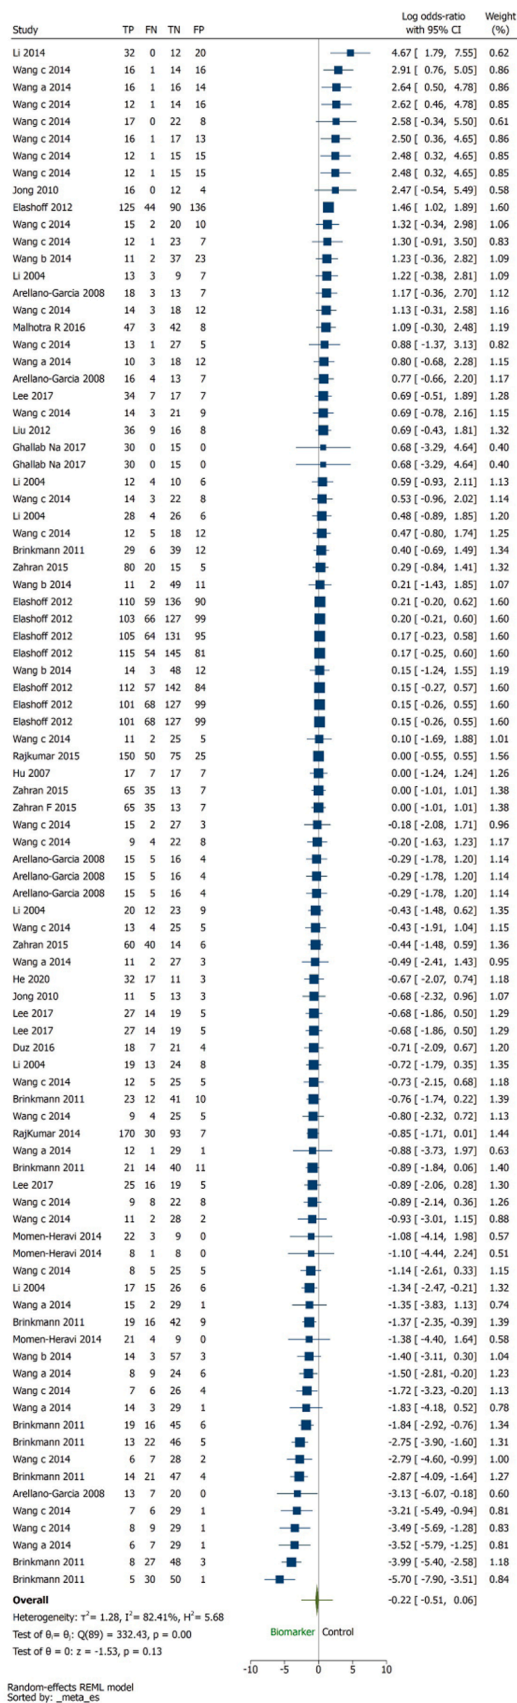 Log odds-ratio Weight
Study TP FN TN FP with 95% CI (%)
Li 2014 32 0 12 20 4.67 [ 1.79, 7.55] 0.62
Wang c 2014 16 1 14 16 2.91 [ 0.76, 5.05] 0.86
Wang a 2014 16 1 16 14 2.64 [ 0.50, 4.78] 0.86
Wang c 2014 12 1 14 16 2.62 [ 0.46, 4.78] 0.85
Wang c 2014 17 0 22 8 2.58 [ -0.34, 5.50] 0.61
Wang c 2014 16 1 17 13 2.50 [ 0.36, 4.65] 0.86
Wang c 2014 12 1 15 15 2.48 [ 0.32, 4.65] 0.85
Wang c 2014 12 1 15 15 2.48 [ 0.32, 4.65] 0.85
Jong 2010 16 0 12 4 2.47 [ -0.54, 5.49] 0.58
Elashoff 2012 125 44 90 136 1.46 [ 1.02, 1.89] 1.60
Wang c 2014 15 2 20 10 1.32 [ -0.34, 2.98] 1.06
Wang c 2014 12 1 23 7 1.30 [ -0.91, 3.50] 0.83
Wang b 2014 11 2 37 23 1.23 [ -0.36, 2.82] 1.09
Li 2004 13 3 9 7 1.22 [ -0.38, 2.81] 1.09
Arellano-Garcia 2008 18 3 13 7 1.17 [ -0.36, 2.70] 1.12
Wang c 2014 14 3 18 12 1.13 [ -0.31, 2.58] 1.16
Malhotra R 2016 47 3 42 8 1.09 [ -0.30, 2.48] 1.19
Wang c 2014 13 1 27 5 0.88 [ -1.37, 3.13] 0.82
Wang a 2014 10 3 18 12 0.80 [ -0.68, 2.28] 1.15
Arellano-Garcia 2008 16 4 13 7 0.77 [ -0.66, 2.20] 1.17
Lee 2017 34 7 17 7 0.69 [ -0.51, 1.89] 1.28
Wang c 2014 14 3 21 9 0.69 [ -0.78, 2.16] 1.15
Liu 2012 36 9 16 8 0.69 [ -0.43, 1.81] 1.32
Ghallab Na 2017 30 0 15 0 0.68 [ -3.29, 4.64] 0.40
Ghallab Na 2017 30 0 15 0 0.68 [ -3.29, 4.64] 0.40
Li 2004 12 4 10 6 0.59 [ -0.93, 2.11] 1.13
Wang c 2014 14 3 22 8 0.53 [ -0.96, 2.02] 1.14
Li 2004 28 4 26 6 0.48 [ -0.89, 1.85] 1.20
Wang c 2014 12 5 18 12 0.47 [ -0.80, 1.74] 1.25
Brinkmann 2011 29 6 39 12 0.40 [ -0.69, 1.49] 1.34
Zahran 2015 80 20 15 5 0.29 [ -0.84, 1.41] 1.32
Wang b 2014 11 2 49 11 0.21 [ -1.43, 1.85] 1.07
Elashoff 2012 110 59 136 90 0.21 [ -0.20, 0.62] 1.60
Elashoff 2012 103 66 127 99 0.20 [ -0.21, 0.60] 1.60
Elashoff 2012 105 64 131 95 0.17 [ -0.23, 0.58] 1.60
Elashoff 2012 115 54 145 81 0.17 [ -0.25, 0.60] 1.60
Wang b 2014 14 3 48 12 0.15 [ -1.24, 1.55] 1.19
Elashoff 2012 112 57 142 84 0.15 [ -0.27, 0.57] 1.60
Elashoff 2012 101 68 127 99 0.15 [ -0.26, 0.55] 1.60
Elashoff 2012 101 68 127 99 0.15 [ -0.26, 0.55] 1.60
Wang c 2014 11 2 25 5 0.10 [ -1.69, 1.88] 1.01
Rajkumar 2015 150 50 75 25 0.00 [ -0.55, 0.55] 1.56
Hu 2007 17 7 17 7 0.00 [ -1.24, 1.24] 1.26
Zahran 2015 65 35 13 7 0.00 [ -1.01, 1.01] 1.38
Zahran F 2015 65 35 13 7 0.00 [ -1.01, 1.01] 1.38
Wang c 2014 15 2 27 3 -0.18 [ -2.08, 1.71] 0.96
Wang c 2014 9 4 22 8 -0.20 [ -1.63, 1.23] 1.17
Arellano-Garcia 2008 15 5 16 4 -0.29 [ -1.78, 1.20] 1.14
Arellano-Garcia 2008 15 5 16 4 -0.29 [ -1.78, 1.20] 1.14
Arellano-Garcia 2008 15 5 16 4 -0.29 [ -1.78, 1.20] 1.14
Li 2004 20 12 23 9 -0.43 [ -1.48, 0.62] 1.35
Wang c 2014 13 4 25 5 -0.43 [ -1.91, 1.04] 1.15
Zahran 2015 60 40 14 6 -0.44 [ -1.48, 0.59] 1.36
Wang a 2014 11 2 27 3 -0.49 [ -2.41, 1.43] 0.95
He 2020 32 17 11 3 -0.67 [ -2.07, 0.74] 1.18
Jong 2010 11 5 13 3 -0.68 [ -2.32, 0.96] 1.07
Lee 2017 27 14 19 5 -0.68 [ -1.86, 0.50] 1.29
Lee 2017 27 14 19 5 -0.68 [ -1.86, 0.50] 1.29
Duz 2016 18 7 21 4 -0.71 [ -2.09, 0.67] 1.20
Li 2004 19 13 24 8 -0.72 [ -1.79, 0.35] 1.35
Wang c 2014 12 5 25 5 -0.73 [ -2.15, 0.68] 1.18
Brinkmann 2011 23 12 41 10 -0.76 [ -1.74, 0.22] 1.39
Wang c 2014 9 4 25 5 -0.80 [ -2.32, 0.72] 1.13
RajKumar 2014 170 30 93 7 -0.85 [ -1.71, 0.01] 1.44
Wang a 2014 12 1 29 1 -0.88 [ -3.73, 1.97] 0.63
Brinkmann 2011 21 14 40 11 -0.89 [ -1.84, 0.06] 1.40
Lee 2017 25 16 19 5 -0.89 [ -2.06, 0.28] 1.30
Wang c 2014 9 8 22 8 -0.89 [ -2.14, 0.36] 1.26
Wang c 2014 11 2 28 2 -0.93 [ -3.01, 1.15] 0.88
Momen-Heravi 2014 22 3 9 0 -1.08 [ -4.14, 1.98] 0.57
Momen-Heravi 2014 8 1 8 0 -1.10 [ -4.44, 2.24] 0.51
Wang c 2014 8 5 25 5 -1.14 [ -2.61, 0.33] 1.15
Li 2004 17 15 26 6 -1.34 [ -2.47, -0.21] 1.32
Wang a 2014 15 2 29 1 -1.35 [ -3.83, 1.13] 0.74
Brinkmann 2011 19 16 42 9 -1.37 [ -2.35, -0.39] 1.39
Momen-Heravi 2014 21 4 9 0 -1.38 [ -4.40, 1.64] 0.58
Wang b 2014 14 3 57 3 -1.40 [ -3.11, 0.30] 1.04
Wang a 2014 8 9 24 6 -1.50 [ -2.81, -0.20] 1.23
Wang c 2014 7 6 26 4 -1.72 [ -3.23, -0.20] 1.13
Wang a 2014 14 3 29 1 -1.83 [ -4.18, 0.52] 0.78
Brinkmann 2011 19 16 45 6 -1.84 [ -2.92, -0.76] 1.34
Brinkmann 2011 13 22 46 5 -2.75 [ -3.90, -1.60] 1.31
Wang c 2014 6 7 28 2 -2.79 [ -4.60, -0.99] 1.00
Brinkmann 2011 14 21 47 4 -2.87 [ -4.09, -1.64] 1.27
Arellano-Garcia 2008 13 7 20 0 -3.13 [ -6.07, -0.18] 0.60
Wang c 2014 7 6 29 1 -3.21 [ -5.49, -0.94] 0.81
Wang c 2014 8 9 29 1 -3.49 [ -5.69, -1.28] 0.83
Wang a 2014 6 7 29 1 -3.52 [ -5.79, -1.25] 0.81
Brinkmann 2011 8 27 48 3 -3.99 [ -5.40, -2.58] 1.18
Brinkmann 2011 5 30 50 1 -5.70 [ -7.90, -3.51] 0.84
Overall -0.22 [ -0.51, 0.06]
Heterogeneity: τ² = 1.28, I² = 82.41%, H² = 5.68
Test of θᵢ = θⱼ: Q(89) = 332.43, p = 0.00 Biomarker Control
Test of θ = 0: z = -1.53, p = 0.13
-10 -5 0 5 10
Random-effects REML model
Sorted by: _meta_es